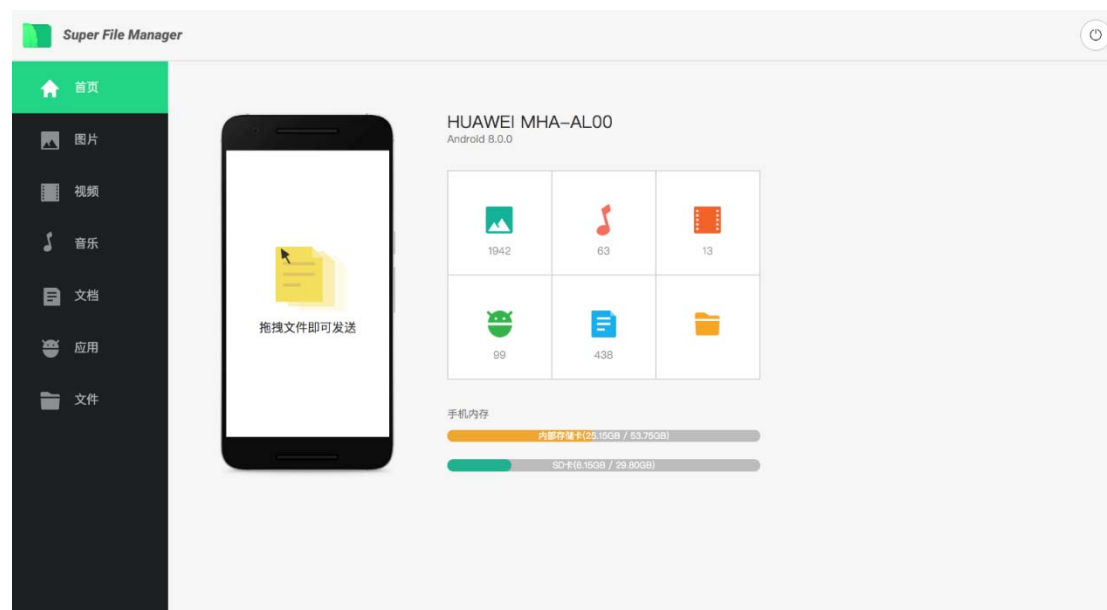 Super File Manager
首页
图片
视频
音乐
文档
应用
文件
拖拽文件即可发送
HUAWEI MHA-AL00
Android 8.0.0
1942
63
13
99
438
手机内存
内部存储卡(25.15GB / 53.75GB)
SD卡(6.15GB / 29.80GB)